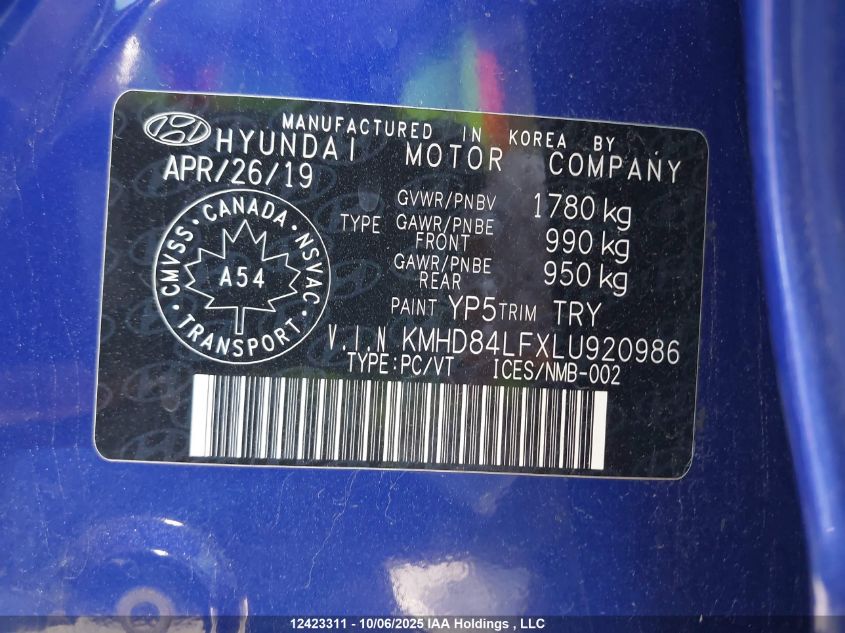 MANUFACTURED IN KOREA BY
HYUNDAI MOTOR COMPANY
APR/26/19
GVWR/PNBV 1780 kg
TYPE GAWR/PNBE FRONT 990 kg
GAWR/PNBE REAR 950 kg
CMVSS · CANADA · NSVAC · TRANSPORT ·
A54
PAINT YP5 TRIM TRY
V.I.N KMHD84LFXLU920986
TYPE:PC/VT ICES/NMB-002
12423311 - 10/06/2025 IAA Holdings , LLC